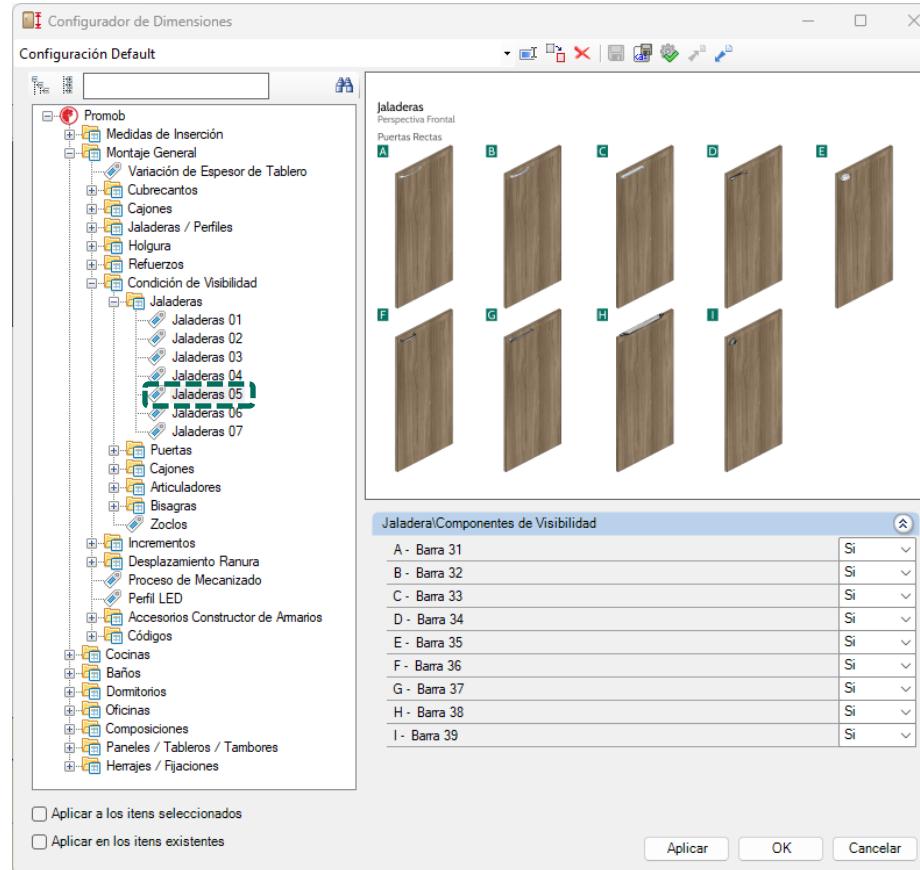 Configurador de Dimensiones
Configuración Default
Promob
Medidas de Inserción
Montaje General
Variación de Espesor de Tablero
Cubrecantos
Cajones
Jaladeras / Perfiles
Holgura
Refuerzos
Condición de Visibilidad
Jaladeras
Jaladeras 01
Jaladeras 02
Jaladeras 03
Jaladeras 04
Jaladeras 05
Jaladeras 06
Jaladeras 07
Puertas
Cajones
Articuladores
Bisagras
Zoclos
Incrementos
Desplazamiento Ranura
Proceso de Mecanizado
Perfil LED
Accesorios Constructor de Armarios
Códigos
Cocinas
Baños
Dormitorios
Oficinas
Composiciones
Paneles / Tableros / Tambores
Herrajes / Fijaciones
Jaladeras
Perspectiva Frontal
Puertas Rectas
A B C D E
F G H I
Jaladera\Componentes de Visibilidad
A - Barra 31 Si
B - Barra 32 Si
C - Barra 33 Si
D - Barra 34 Si
E - Barra 35 Si
F - Barra 36 Si
G - Barra 37 Si
H - Barra 38 Si
I - Barra 39 Si
Aplicar a los itens seleccionados
Aplicar en los itens existentes
Aplicar OK Cancelar